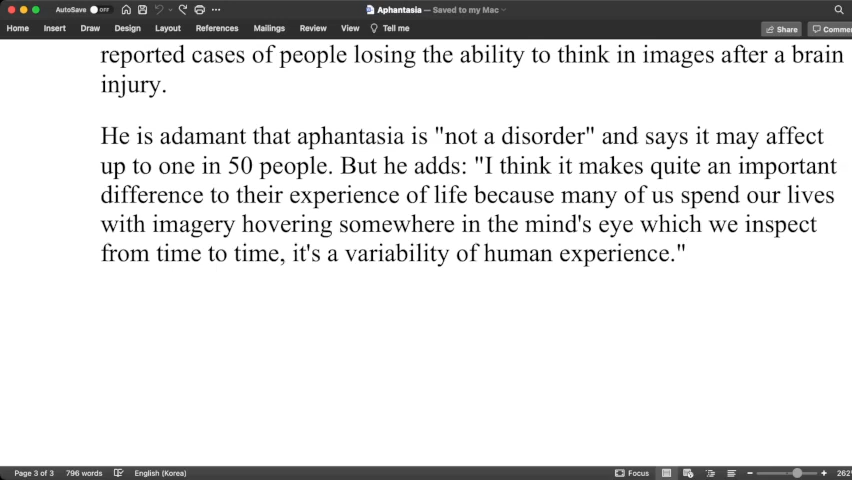 AutoSave OFF
Aphantasia — Saved to my Mac
Home Insert Draw Design Layout References Mailings Review View Tell me
Share
reported cases of people losing the ability to think in images after a brain
injury.
He is adamant that aphantasia is "not a disorder" and says it may affect
up to one in 50 people. But he adds: "I think it makes quite an important
difference to their experience of life because many of us spend our lives
with imagery hovering somewhere in the mind's eye which we inspect
from time to time, it's a variability of human experience."
Page 3 of 3 796 words English (Korea) Focus